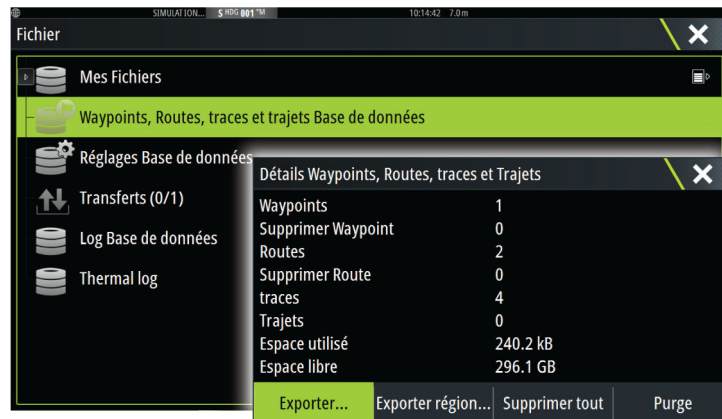 SIMULATION... S HDG 001 °M 10:14:42 7.0 m
Fichier
Mes Fichiers
Waypoints, Routes, traces et trajets Base de données
Réglages Base de données
Transferts (0/1)
Log Base de données
Thermal log
Détails Waypoints, Routes, traces et Trajets
Waypoints 1
Supprimer Waypoint 0
Routes 2
Supprimer Route 0
traces 4
Trajets 0
Espace utilisé 240.2 kB
Espace libre 296.1 GB
Exporter... Exporter région... Supprimer tout Purge